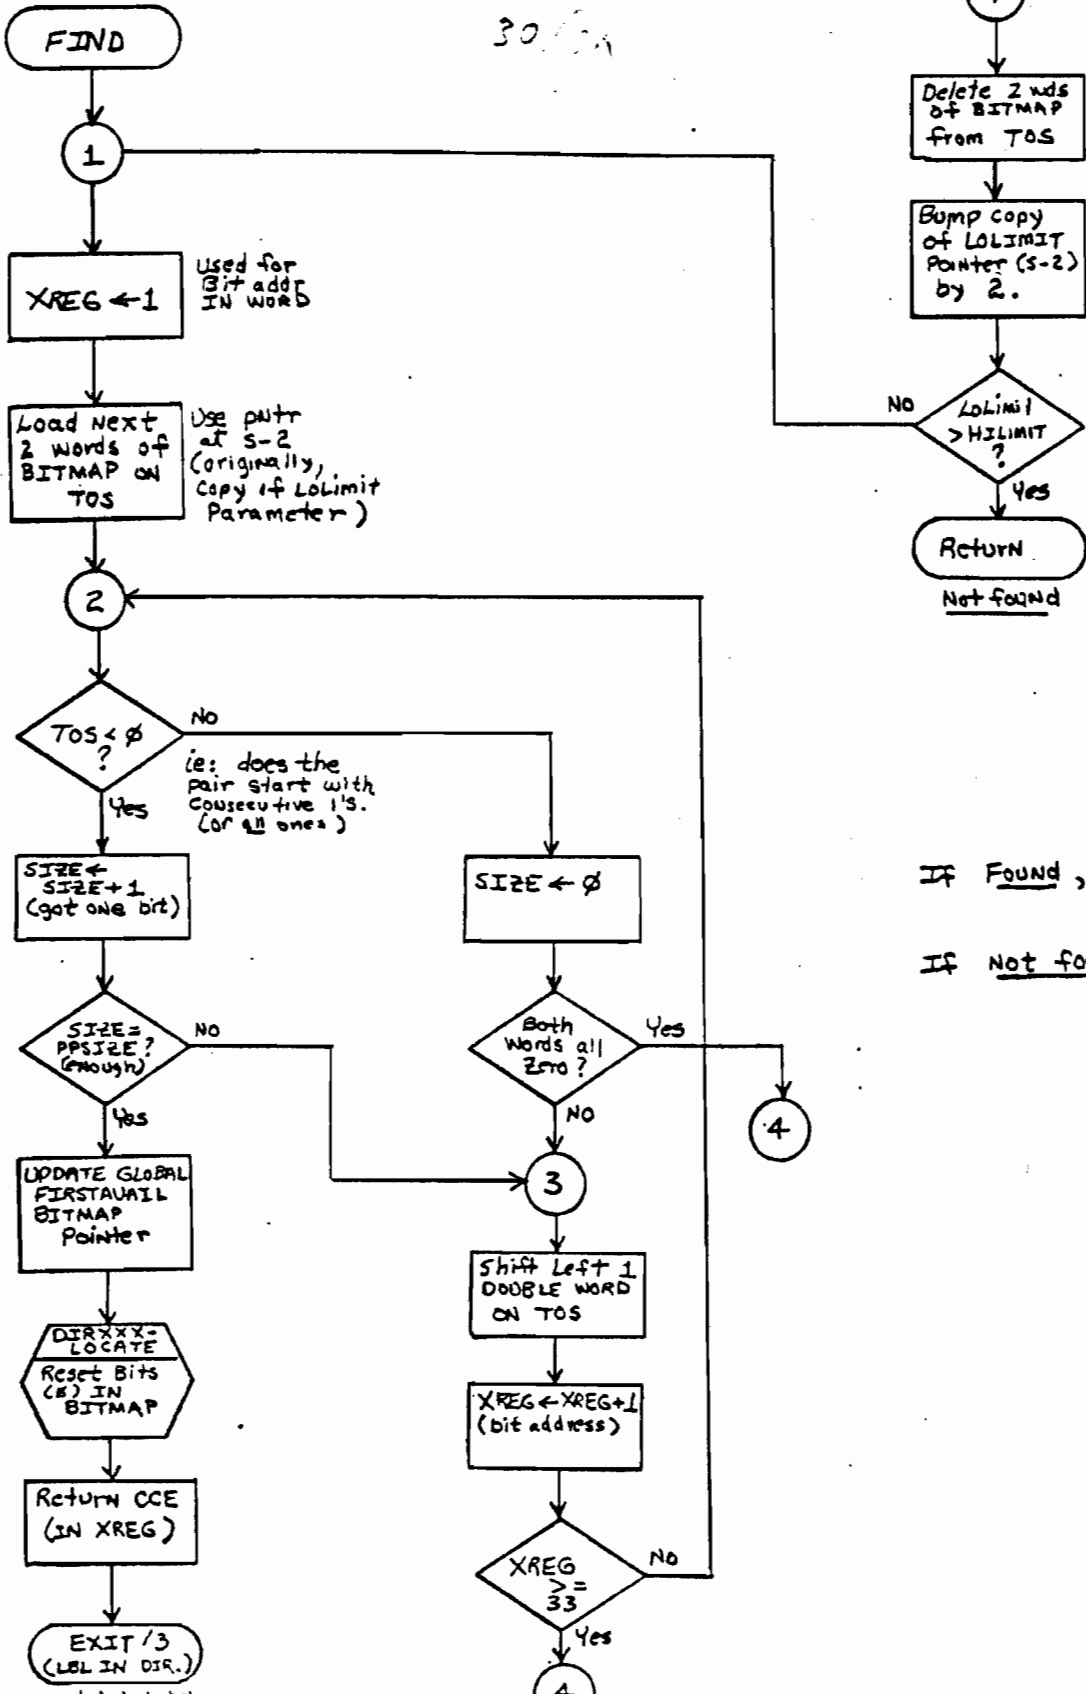 FIND
1
XREG ← 1
Used for
Bit addr
IN WORD
Load Next
2 words of
BITMAP ON
TOS
Use pntr
at S-2
(originally,
Copy if LoLimit
Parameter)
2
TOS < ø
?
NO
Yes
ie: does the
pair start with
consecutive 1's.
(or all ones)
SIZE ←
SIZE+1
(got one bit)
SIZE =
PPSIZE?
(enough)
NO
Yes
UPDATE GLOBAL
FIRSTAVAIL
BITMAP
Pointer
DIRXXX-
LOCATE
Reset Bits
IN
BITMAP
Return CCE
(IN XREG)
EXIT /3
(LBL IN DIR.)
SIZE ← ø
Both
Words all
Zero?
Yes
4
NO
3
Shift Left 1
DOUBLE WORD
ON TOS
XREG ← XREG+1
(bit address)
XREG
>=
33
NO
Yes
4
30
Delete 2 wds
of BITMAP
from TOS
Bump copy
of LOLIMIT
Pointer (S-2)
by 2.
LoLimit
> HILIMIT
?
NO
Yes
Return
Not found
If Found,
If Not fo